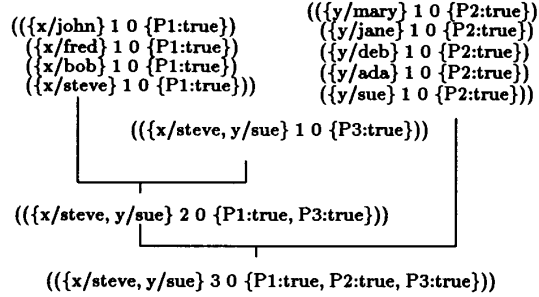 (({x/john} 1 0 {P1:true})
({x/fred} 1 0 {P1:true})
({x/bob} 1 0 {P1:true})
({x/steve} 1 0 {P1:true}))
(({y/mary} 1 0 {P2:true})
({y/jane} 1 0 {P2:true})
({y/deb} 1 0 {P2:true})
({y/ada} 1 0 {P2:true})
({y/sue} 1 0 {P2:true}))
(({x/steve, y/sue} 1 0 {P3:true}))
(({x/steve, y/sue} 2 0 {P1:true, P3:true}))
(({x/steve, y/sue} 3 0 {P1:true, P2:true, P3:true}))